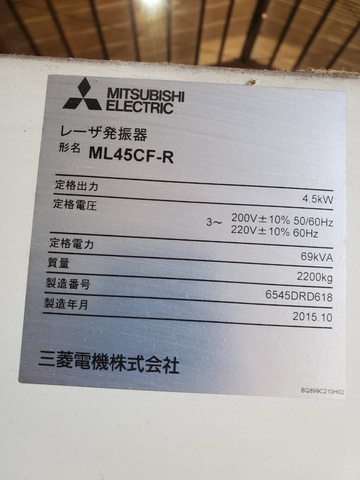 MITSUBISHI
ELECTRIC
レーザ発振器
形名 ML45CF-R
定格出力 4.5kW
定格電圧 3～ 200V±10% 50/60Hz
220V±10% 60Hz
定格電力 69kVA
質量 2200kg
製造番号 6545DRD618
製造年月 2015.10
三菱電機株式会社
BQ899C210H02